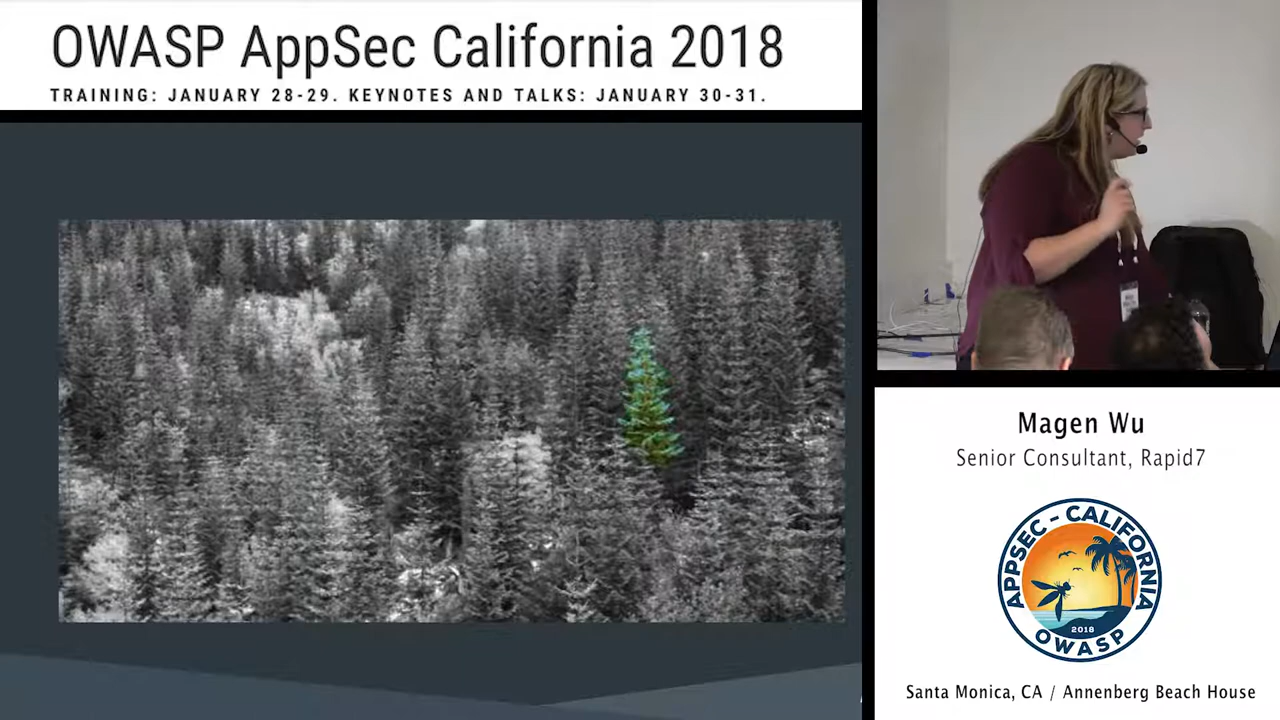 OWASP AppSec California 2018
TRAINING: JANUARY 28-29. KEYNOTES AND TALKS: JANUARY 30-31.
Magen Wu
Senior Consultant, Rapid7
APPSEC - CALIFORNIA
2018
OWASP
Santa Monica, CA / Annenberg Beach House